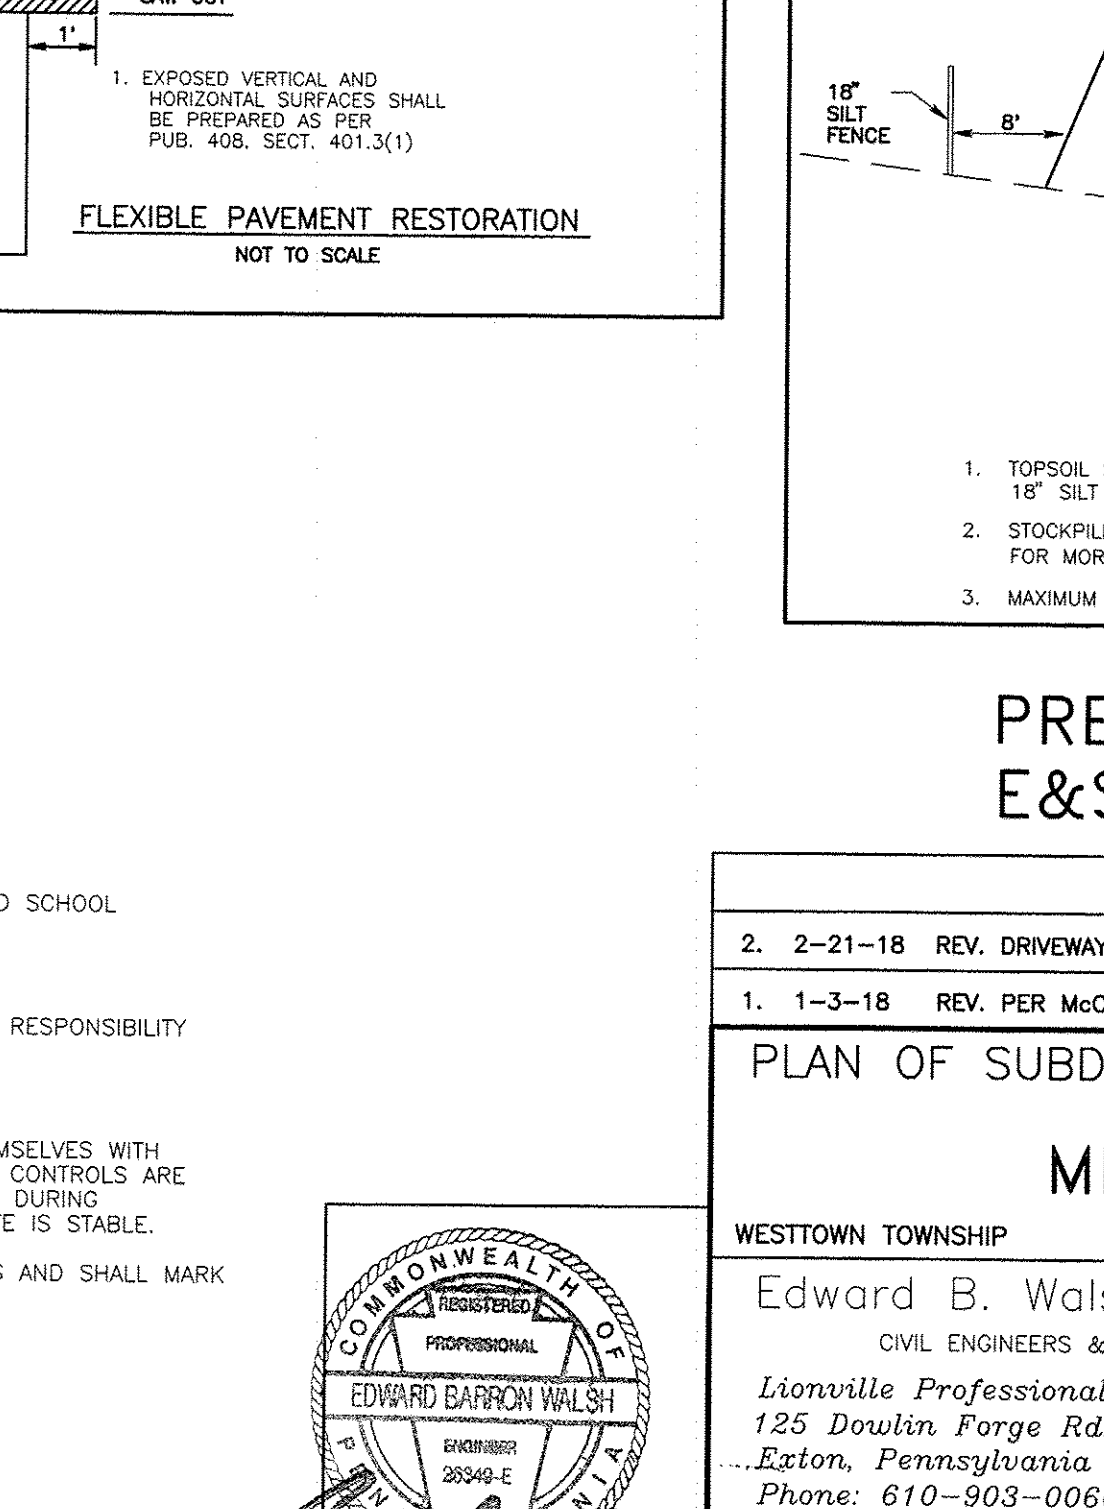 SAW CUT
1'
1. EXPOSED VERTICAL AND
HORIZONTAL SURFACES SHALL
BE PREPARED AS PER
PUB. 408. SECT. 401.3(1)
FLEXIBLE PAVEMENT RESTORATION
NOT TO SCALE
18"
SILT
FENCE
8'
1. TOPSOIL
18" SILT
2. STOCKPIL
FOR MOR
3. MAXIMUM
PRE
E&S
SCHOOL
RESPONSIBILITY
MSELVES WITH
CONTROLS ARE
DURING
E IS STABLE.
S AND SHALL MARK
2. 2-21-18 REV. DRIVEWAY
1. 1-3-18 REV. PER McC
PLAN OF SUBD
M
WESTTOWN TOWNSHIP
Edward B. Wals
CIVIL ENGINEERS &
Lionville Professional
125 Dowlin Forge Rd
Exton, Pennsylvania
Phone: 610-903-006
COMMONWEALTH OF
REGISTERED
PROFESSIONAL
EDWARD BARRON WALSH
ENGINEER
26349-E